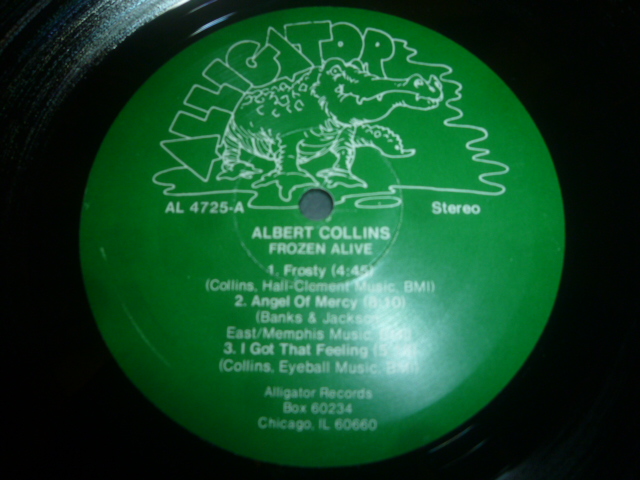 ALLIGATOR
AL 4725-A
Stereo
ALBERT COLLINS
FROZEN ALIVE
1. Frosty (4:45)
(Collins, Hall-Clement Music, BMI)
2. Angel Of Mercy
(Banks & Jackson
East/Memphis Music, BMI)
3. I Got That Feeling
(Collins, Eyeball Music, BMI)
Alligator Records
Box 60234
Chicago, IL 60660